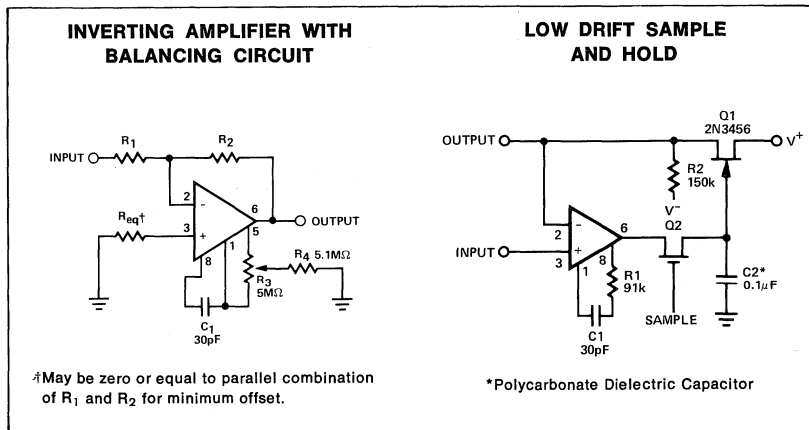 INVERTING AMPLIFIER WITH
BALANCING CIRCUIT
R1
R2
INPUT
2
6
OUTPUT
Req†
3
5
1
8
R4 5.1MΩ
R3
5MΩ
C1
30pF
†May be zero or equal to parallel combination
of R1 and R2 for minimum offset.
LOW DRIFT SAMPLE
AND HOLD
Q1
2N3456
V+
OUTPUT
R2
150k
V−
Q2
2
6
INPUT
3
8
1
R1
91k
C2*
0.1μF
SAMPLE
C1
30pF
*Polycarbonate Dielectric Capacitor